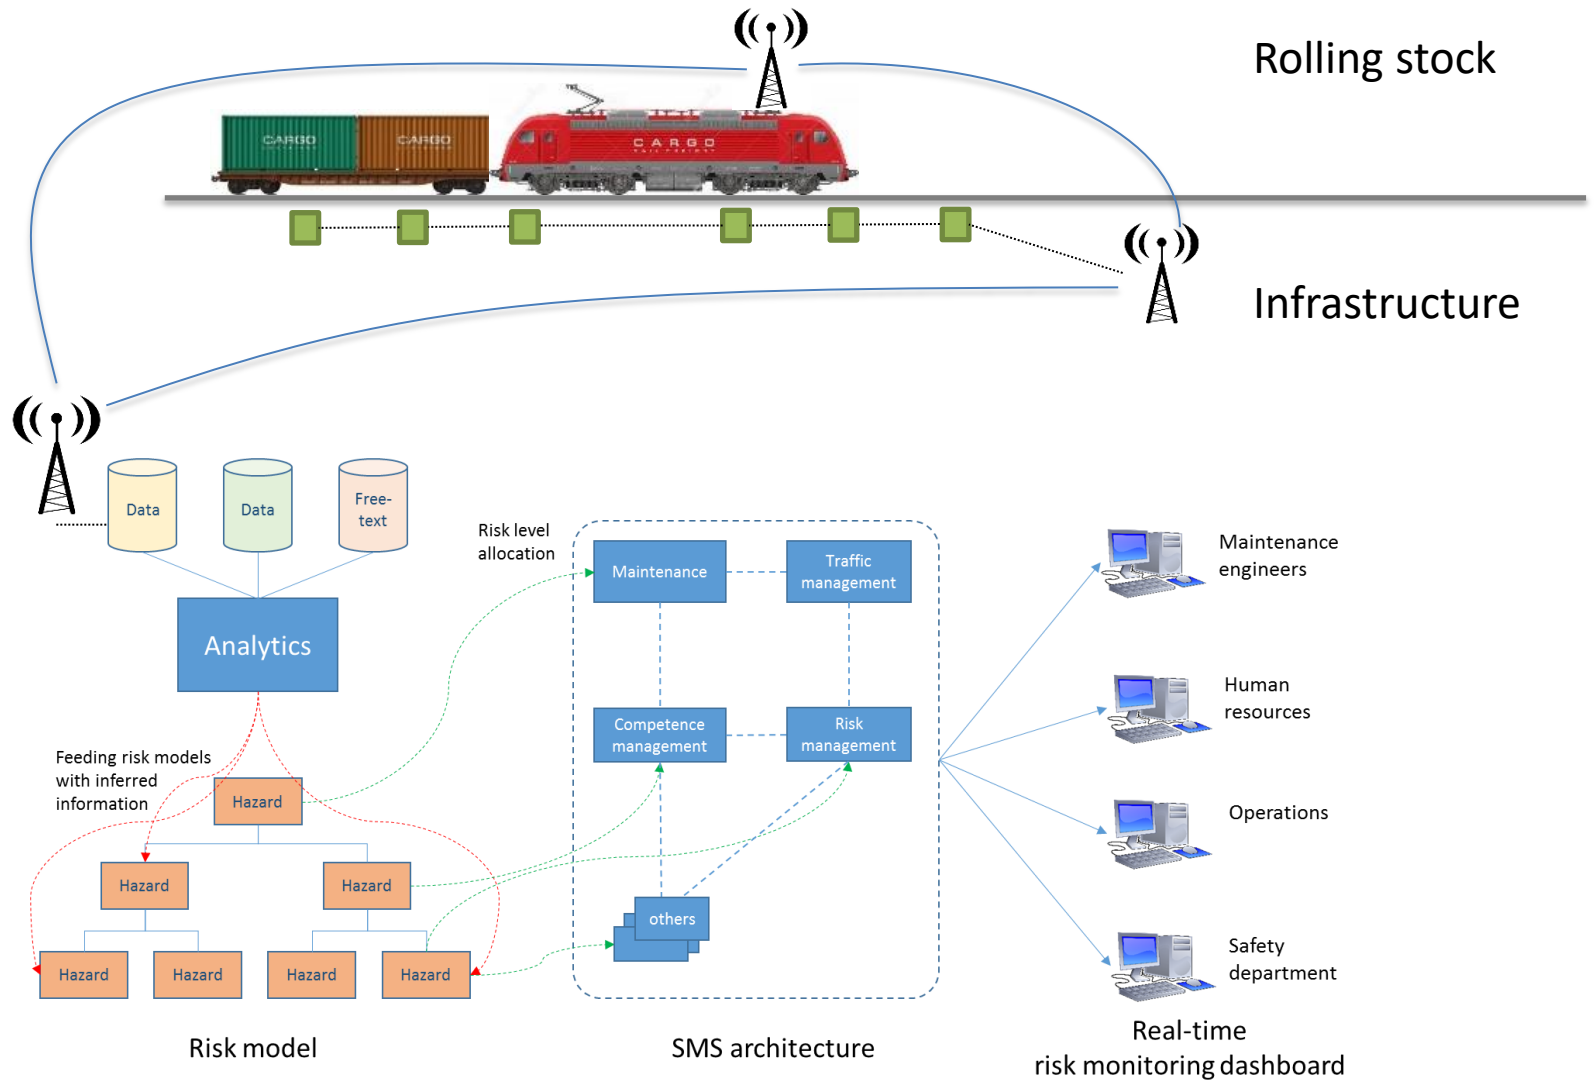 Rolling stock
CARGO
CARGO
CARGO
RAIL FREIGHT
Infrastructure
Data
Data
Free-
text
Analytics
Feeding risk models
with inferred
information
Hazard
Hazard
Hazard
Hazard
Hazard
Hazard
Hazard
Risk model
Risk level
allocation
Maintenance
Traffic
management
Competence
management
Risk
management
others
SMS architecture
Maintenance
engineers
Human
resources
Operations
Safety
department
Real-time
risk monitoring dashboard